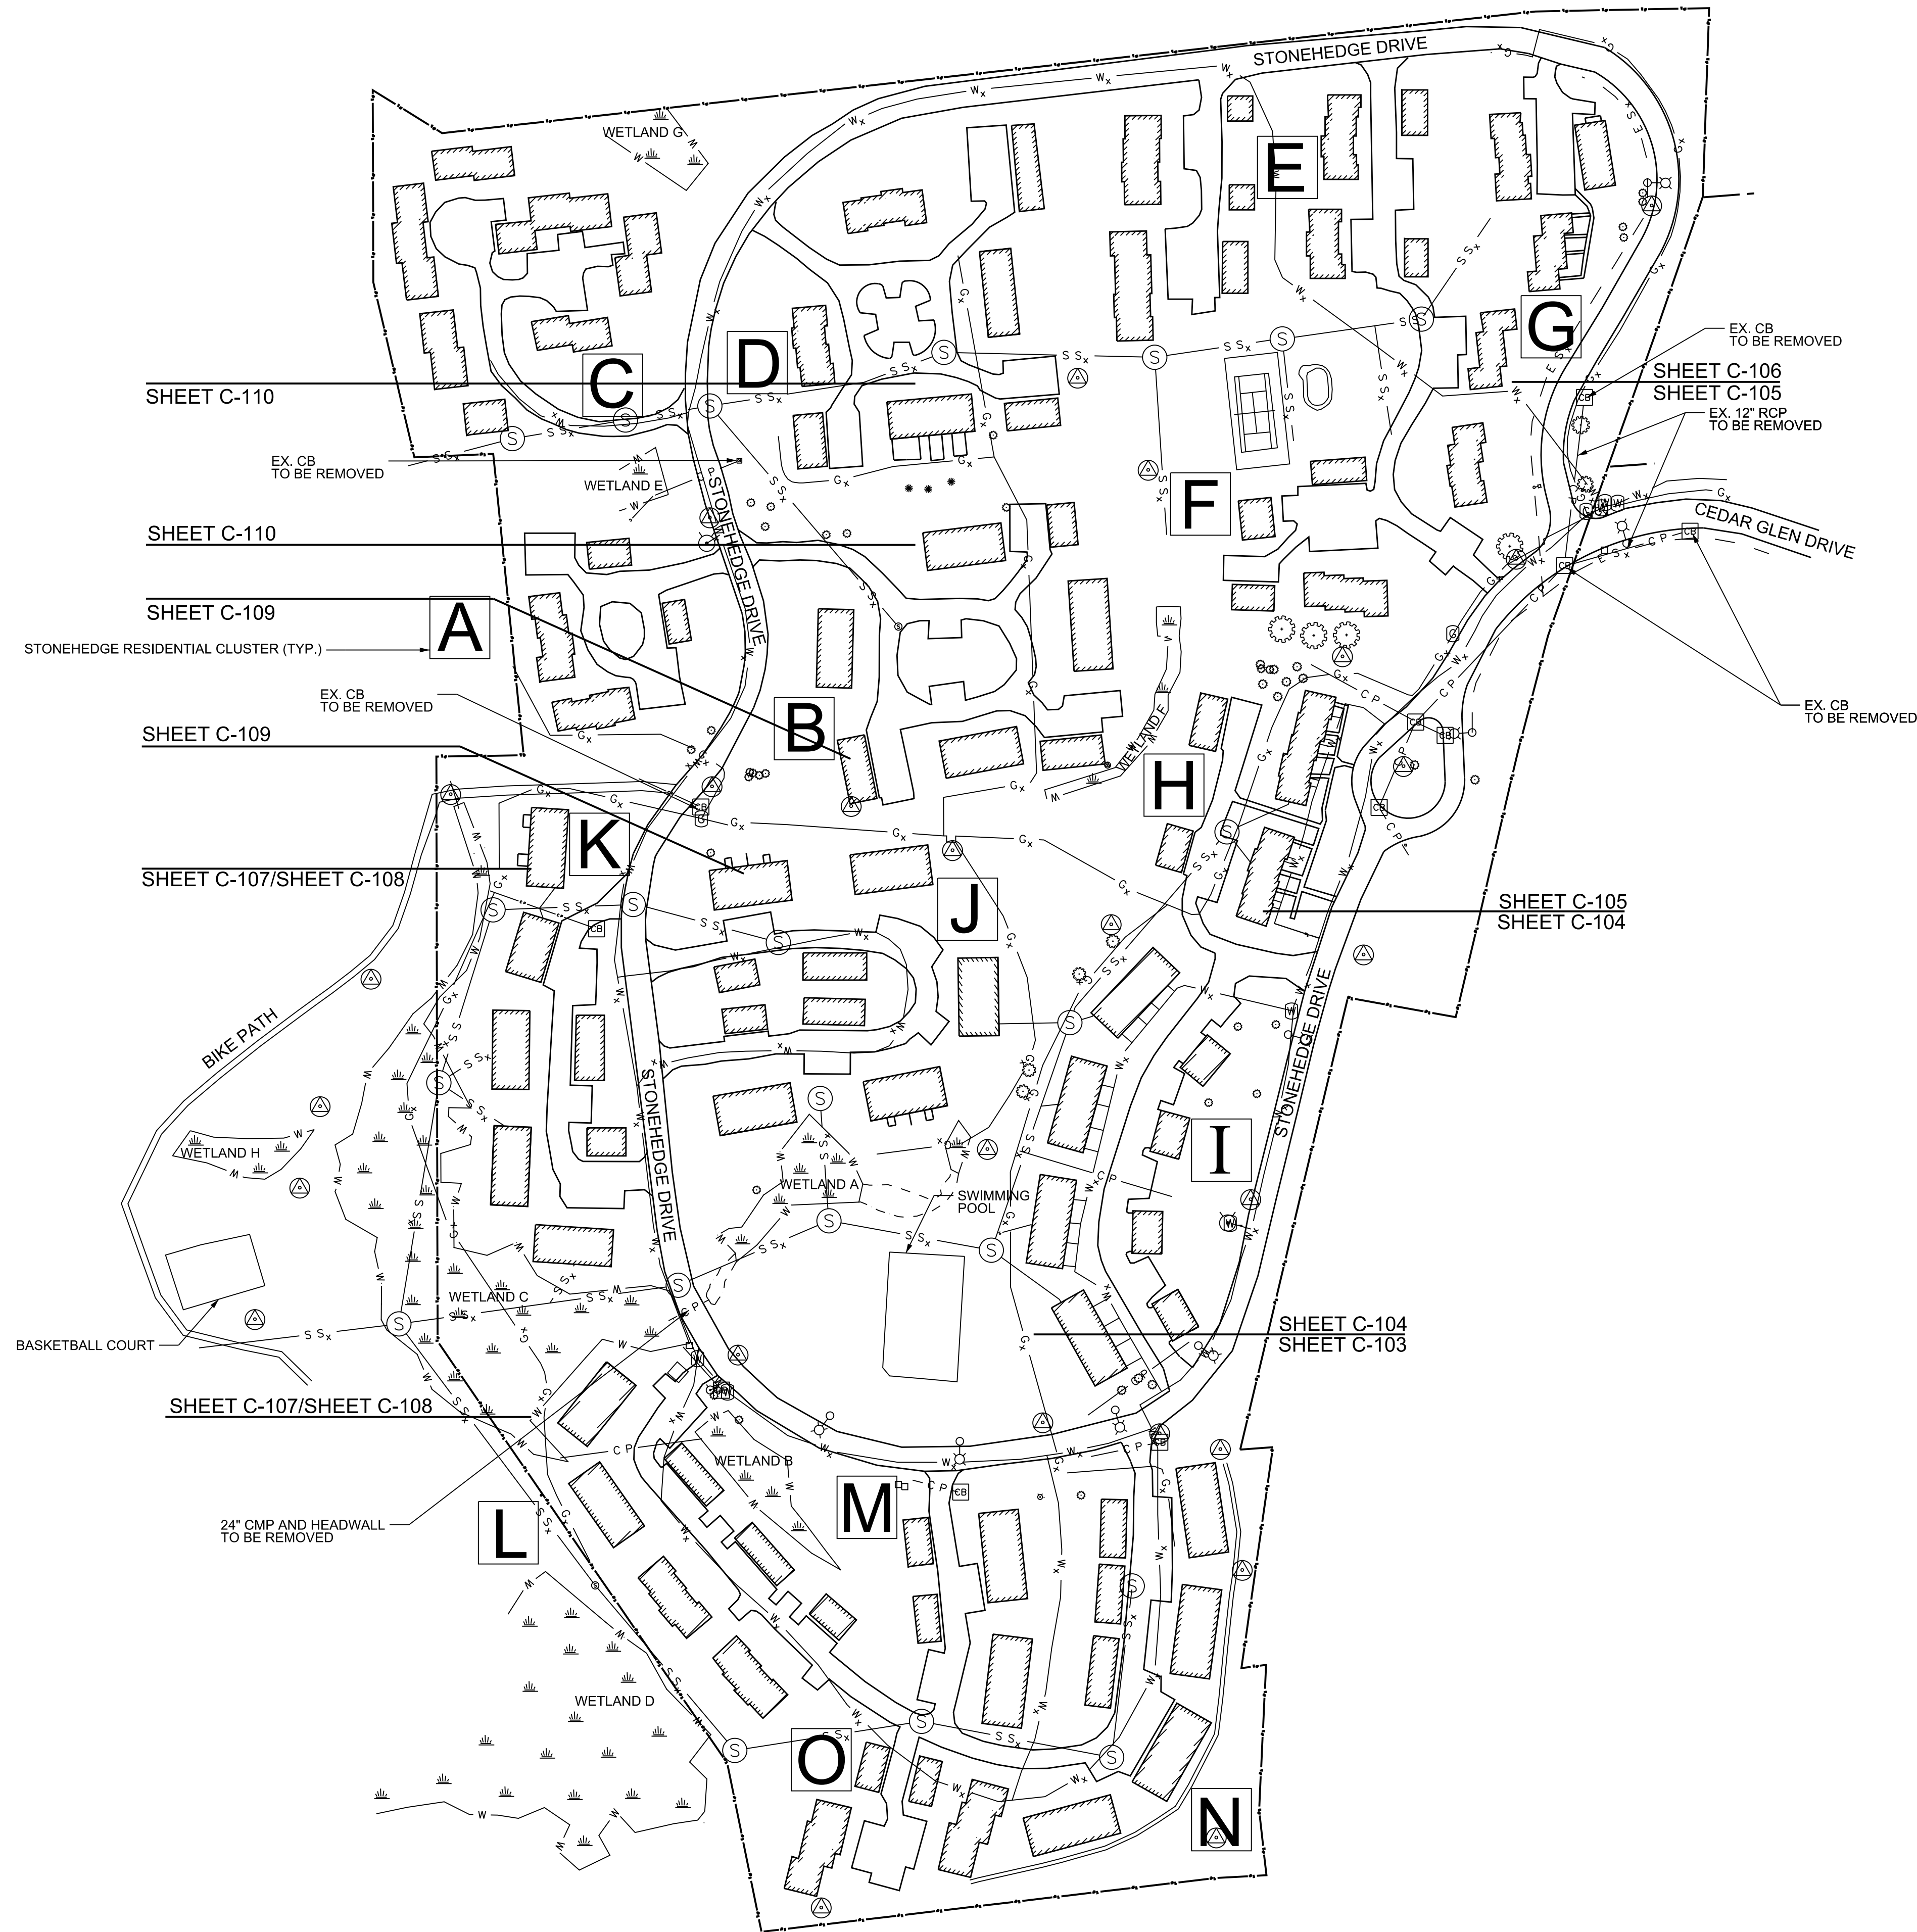 STONEHEDGE DRIVE
WETLAND G
E
G
C
D
EX. CB
TO BE REMOVED
SHEET C-106
SHEET C-105
SHEET C-110
EX. 12" RCP
TO BE REMOVED
EX. CB
TO BE REMOVED
WETLAND E
STONEHEDGE DRIVE
F
CEDAR GLEN DRIVE
SHEET C-110
SHEET C-109
A
STONEHEDGE RESIDENTIAL CLUSTER (TYP.)
EX. CB
TO BE REMOVED
EX. CB
TO BE REMOVED
B
WETLAND F
H
SHEET C-109
K
SHEET C-107/SHEET C-108
J
SHEET C-105
SHEET C-104
BIKE PATH
STONEHEDGE DRIVE
STONEHEDGE DRIVE
I
WETLAND H
WETLAND A
SWIMMING
POOL
WETLAND C
BASKETBALL COURT
SHEET C-104
SHEET C-103
SHEET C-107/SHEET C-108
WETLAND B
M
24" CMP AND HEADWALL
TO BE REMOVED
L
WETLAND D
O
N